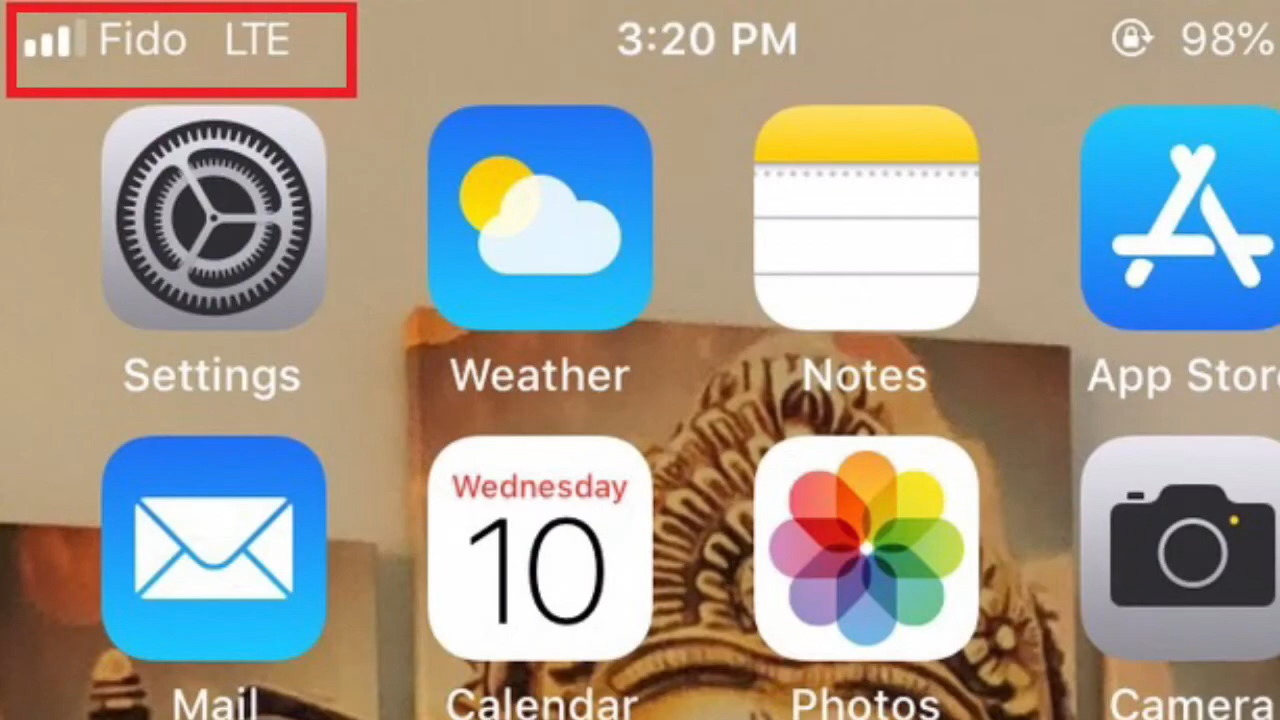 Fido LTE 3:20 PM 98%
Settings Weather Notes App Store
Wednesday
10
Mail Calendar Photos Camera